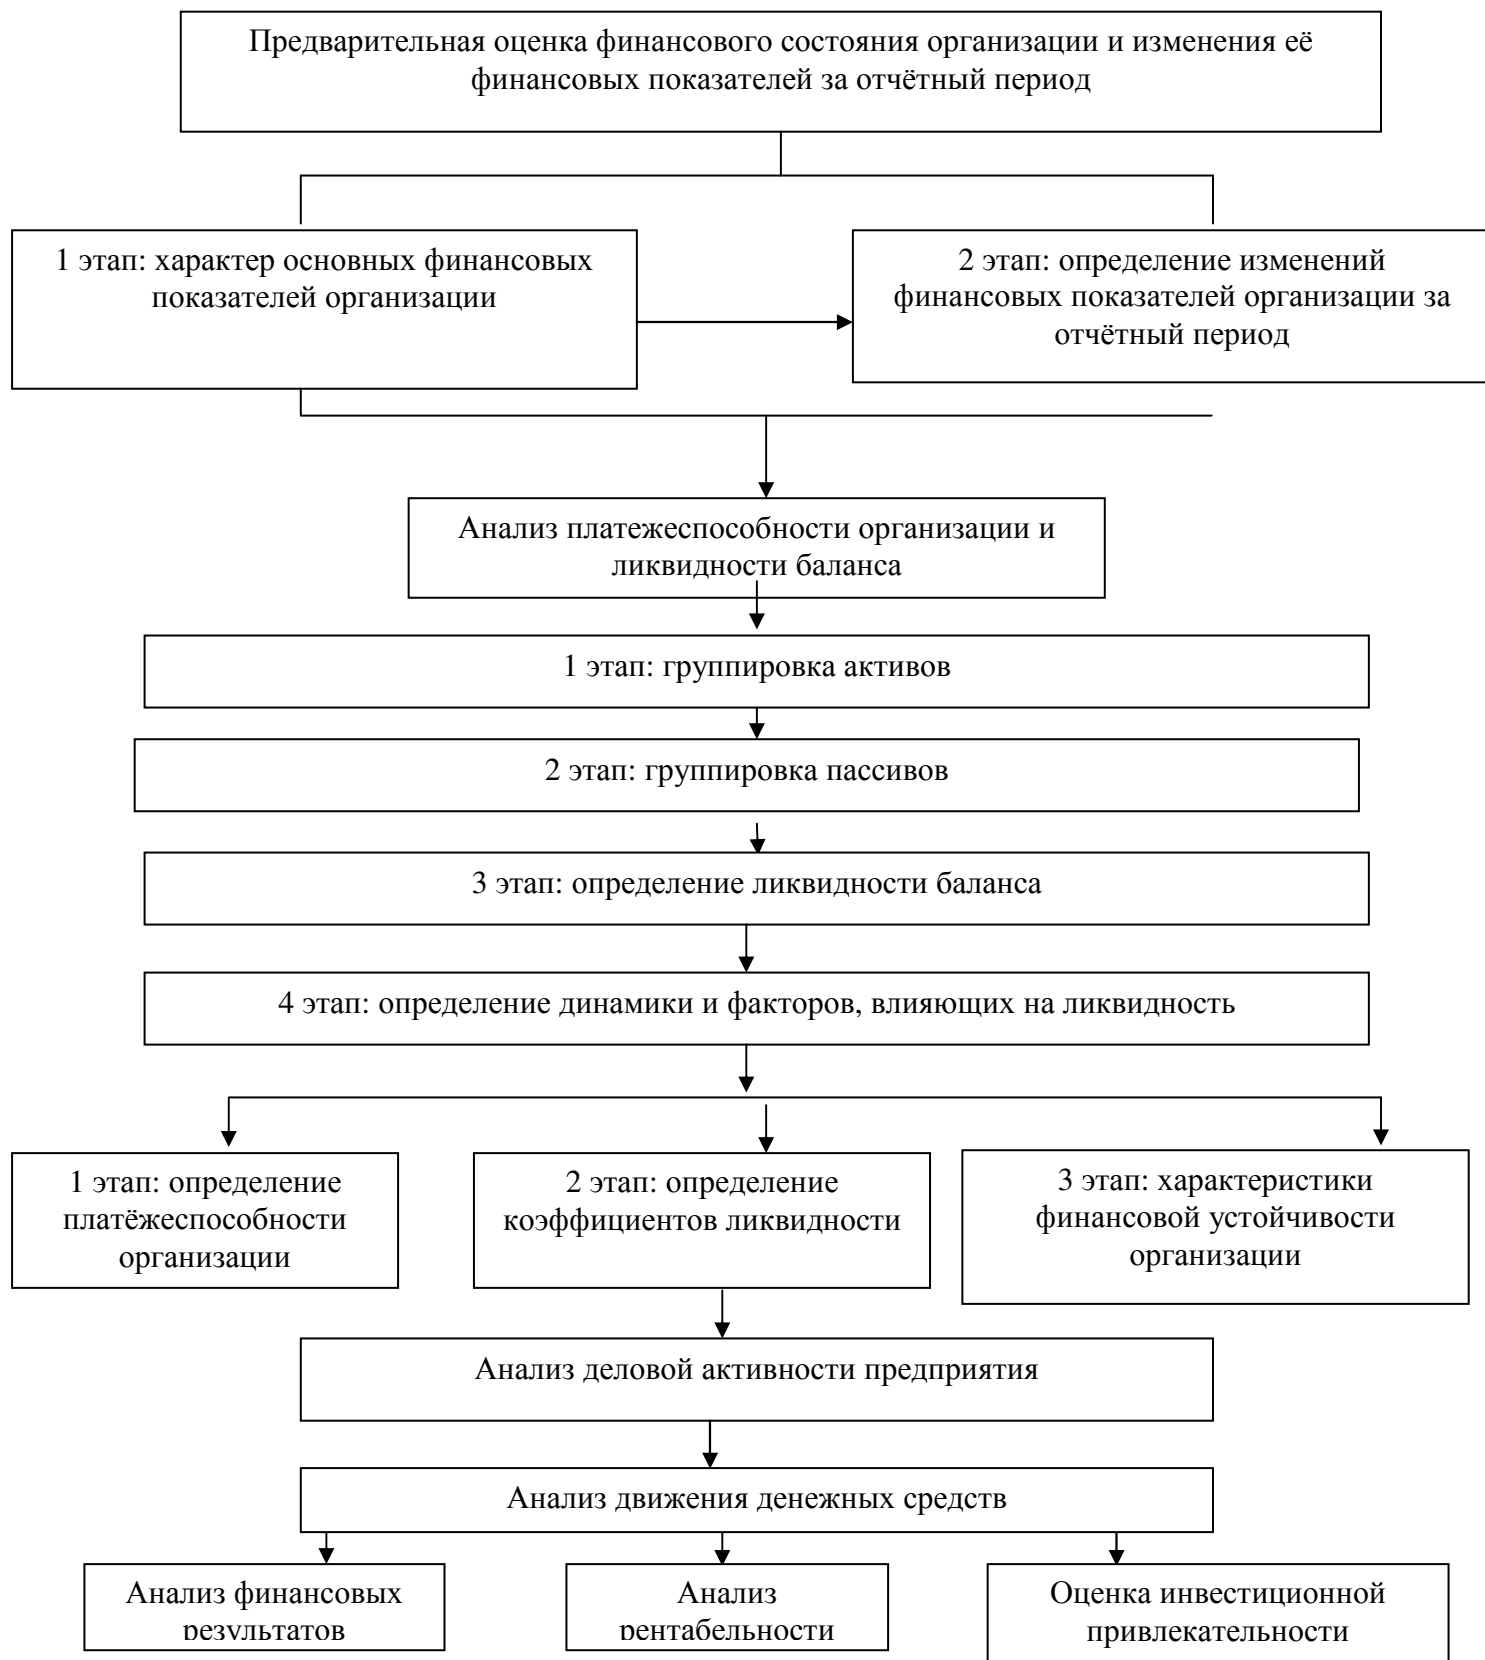 Предварительная оценка финансового состояния организации и изменения её
финансовых показателей за отчётный период
1 этап: характер основных финансовых
показателей организации
2 этап: определение изменений
финансовых показателей организации за
отчётный период
Анализ платежеспособности организации и
ликвидности баланса
1 этап: группировка активов
2 этап: группировка пассивов
3 этап: определение ликвидности баланса
4 этап: определение динамики и факторов, влияющих на ликвидность
1 этап: определение
платёжеспособности
организации
2 этап: определение
коэффициентов ликвидности
3 этап: характеристики
финансовой устойчивости
организации
Анализ деловой активности предприятия
Анализ движения денежных средств
Анализ финансовых
результатов
Анализ
рентабельности
Оценка инвестиционной
привлекательности